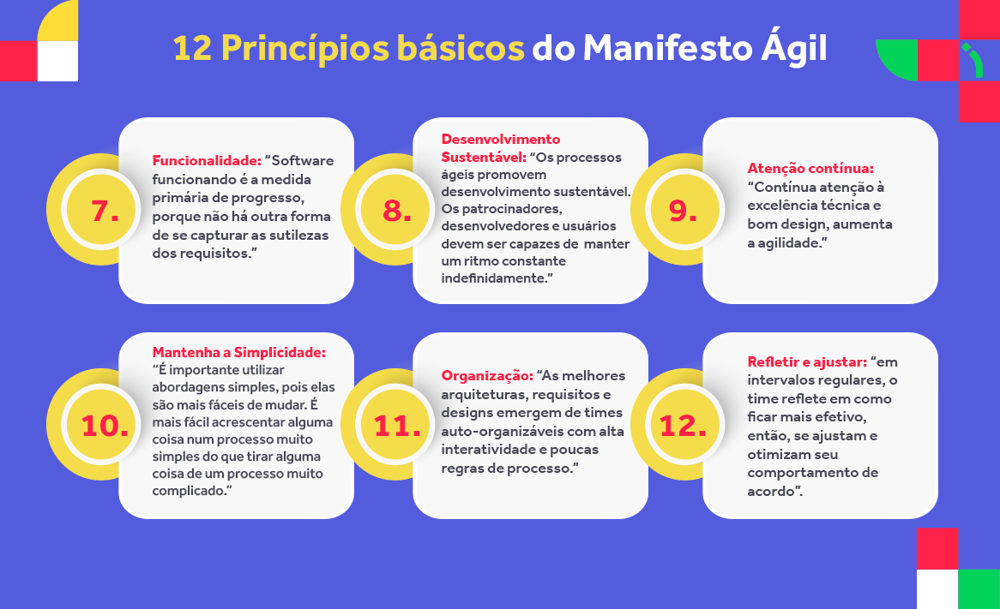 12 Princípios básicos do Manifesto Ágil
7.
Funcionalidade: “Software
funcionando é a medida
primária de progresso,
porque não há outra forma
de se capturar as sutilezas
dos requisitos.”
8.
Desenvolvimento
Sustentável: “Os processos
ágeis promovem
desenvolvimento sustentável.
Os patrocinadores,
desenvolvedores e usuários
devem ser capazes de manter
um ritmo constante
indefinidamente.”
9.
Atenção contínua:
“Contínua atenção à
excelência técnica e
bom design, aumenta
a agilidade.”
10.
Mantenha a Simplicidade:
“É importante utilizar
abordagens simples, pois elas
são mais fáceis de mudar. É
mais fácil acrescentar alguma
coisa num processo muito
simples do que tirar alguma
coisa de um processo muito
complicado.”
11.
Organização: “As melhores
arquiteturas, requisitos e
designs emergem de times
auto-organizáveis com alta
interatividade e poucas
regras de processo.”
12.
Refletir e ajustar: “em
intervalos regulares, o
time reflete em como
ficar mais efetivo,
então, se ajustam e
otimizam seu
comportamento de
acordo”.